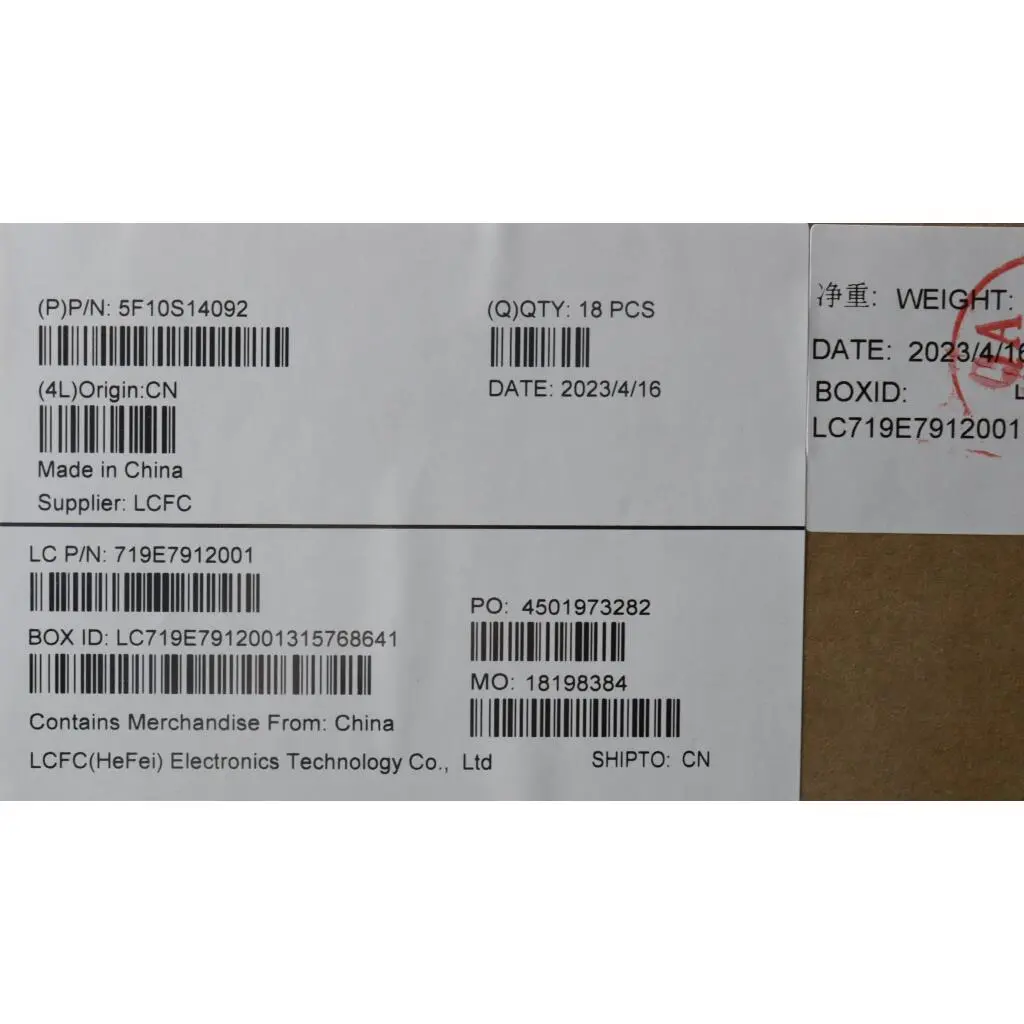 (P)P/N: 5F10S14092
(Q)QTY: 18 PCS
(4L)Origin:CN
DATE: 2023/4/16
Made in China
Supplier: LCFC
LC P/N: 719E7912001
BOX ID: LC719E7912001315768641
PO: 4501973282
MO: 18198384
Contains Merchandise From: China
LCFC(HeFei) Electronics Technology Co., Ltd
SHIPTO: CN
净重: WEIGHT:
DATE: 2023/4/16
BOXID:
LC719E7912001